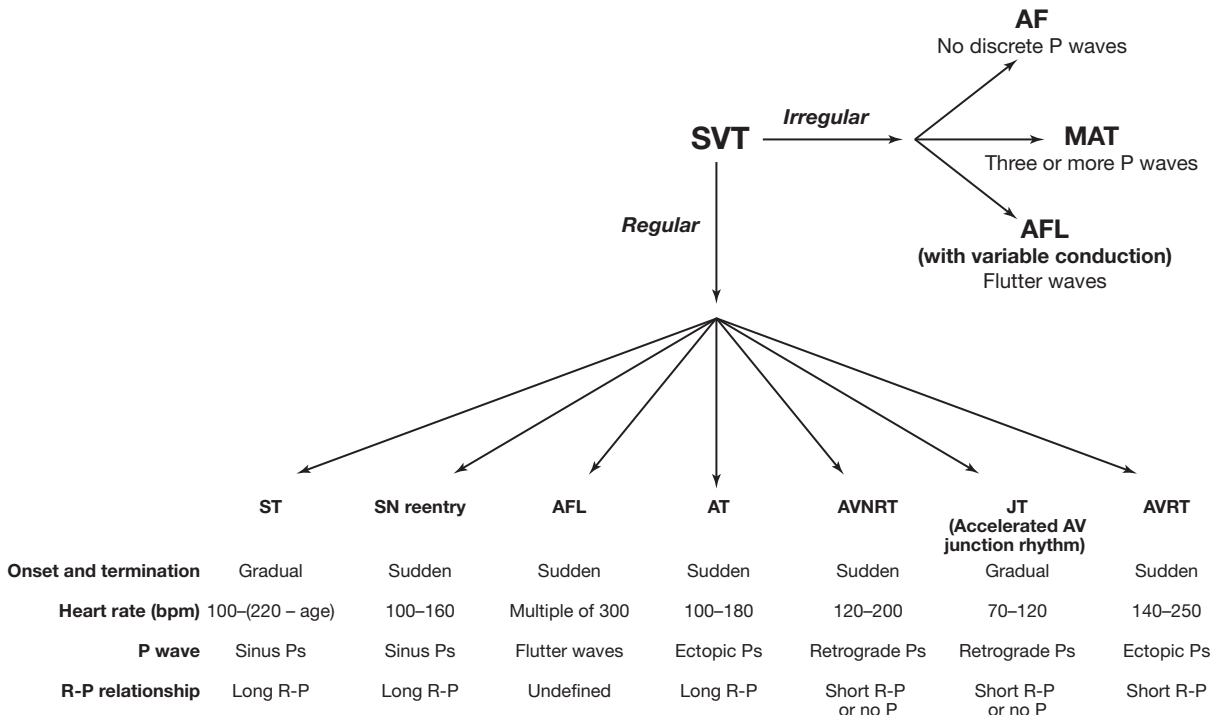 AF
No discrete P waves
Irregular
SVT
MAT
Three or more P waves
Regular
AFL
(with variable conduction)
Flutter waves
ST SN reentry AFL AT AVNRT JT AVRT
(Accelerated AV
junction rhythm)
Onset and termination Gradual Sudden Sudden Sudden Sudden Gradual Sudden
Heart rate (bpm) 100–(220 – age) 100–160 Multiple of 300 100–180 120–200 70–120 140–250
P wave Sinus Ps Sinus Ps Flutter waves Ectopic Ps Retrograde Ps Retrograde Ps Ectopic Ps
R-P relationship Long R-P Long R-P Undefined Long R-P Short R-P Short R-P Short R-P
or no P or no P